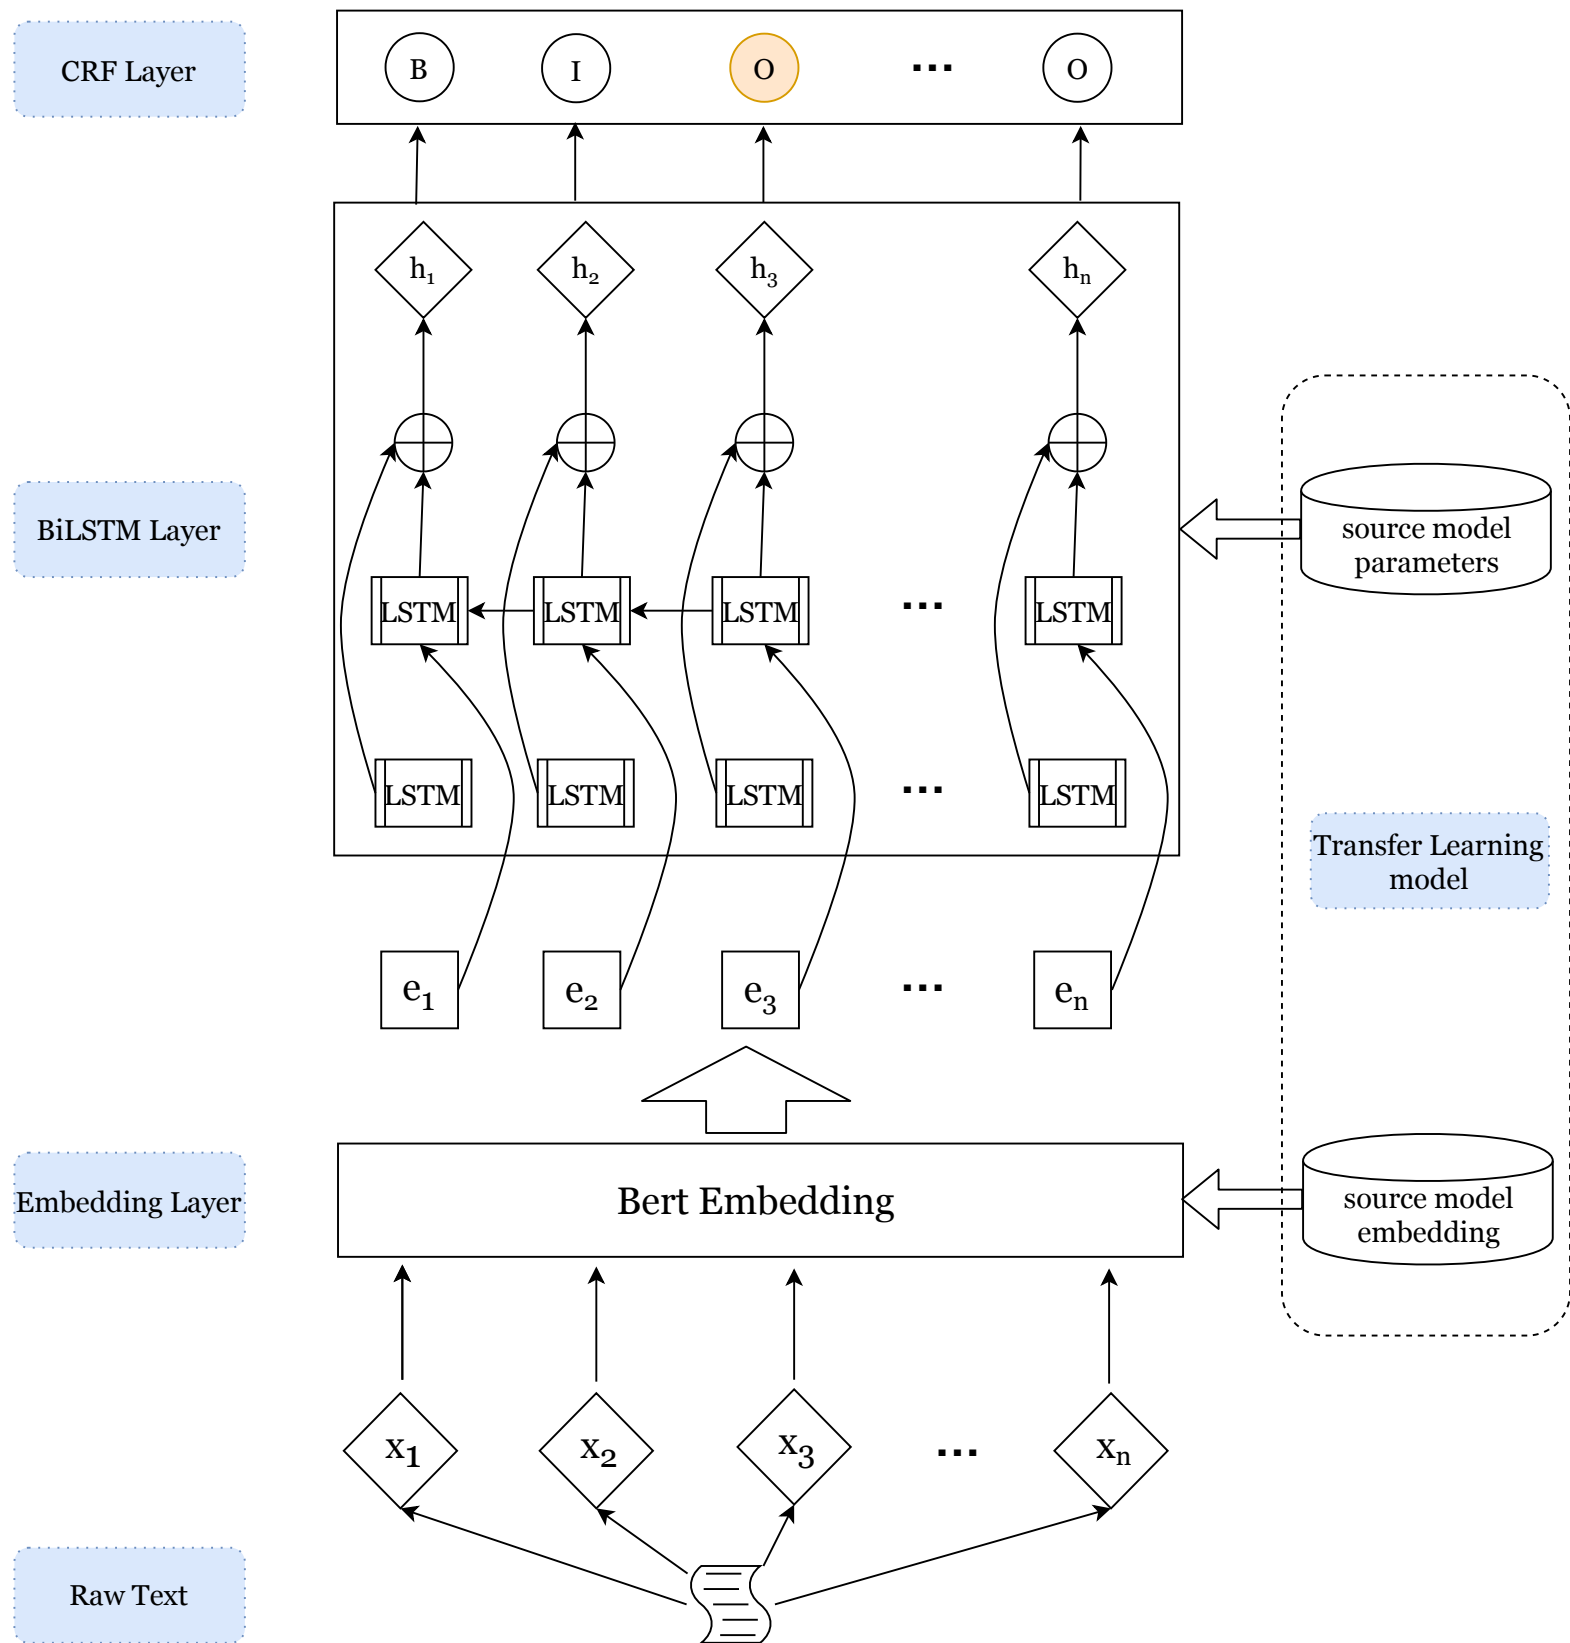 CRF Layer
B I O ... O
h₁ h₂ h₃ hₙ
BiLSTM Layer
source model
parameters
LSTM LSTM LSTM ... LSTM
LSTM LSTM LSTM ... LSTM
Transfer Learning
model
e₁ e₂ e₃ ... eₙ
Embedding Layer
Bert Embedding
source model
embedding
x₁ x₂ x₃ ... xₙ
Raw Text